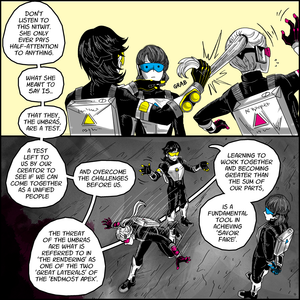 DON'T
LISTEN TO
THIS NITWIT.
SHE ONLY
EVER PAYS
HALF-ATTENTION
TO ANYTHING.
WHAT SHE
MEANT TO
SAY IS...
THAT THEY,
THE UMBRAS,
ARE A TEST.
GRAB
A TEST
LEFT TO
US BY OUR
CREATOR TO
SEE IF WE CAN
COME TOGETHER
AS A UNIFIED
PEOPLE
AND OVERCOME
THE CHALLENGES
BEFORE US.
THE THREAT
OF THE
UMBRAS ARE
WHAT IS
REFERRED TO IN
'THE RENDERING' AS
ONE OF THE TWO
'GREAT LATERALS' OF
THE 'ENDMOST APEX'.
LEARNING TO
WORK TOGETHER
AND BECOMING
GREATER THAN
THE SUM OF
OUR PARTS,
IS A
FUNDAMENTAL
TOOL IN
ACHIEVING
'SAVIOR
FAIRE'.